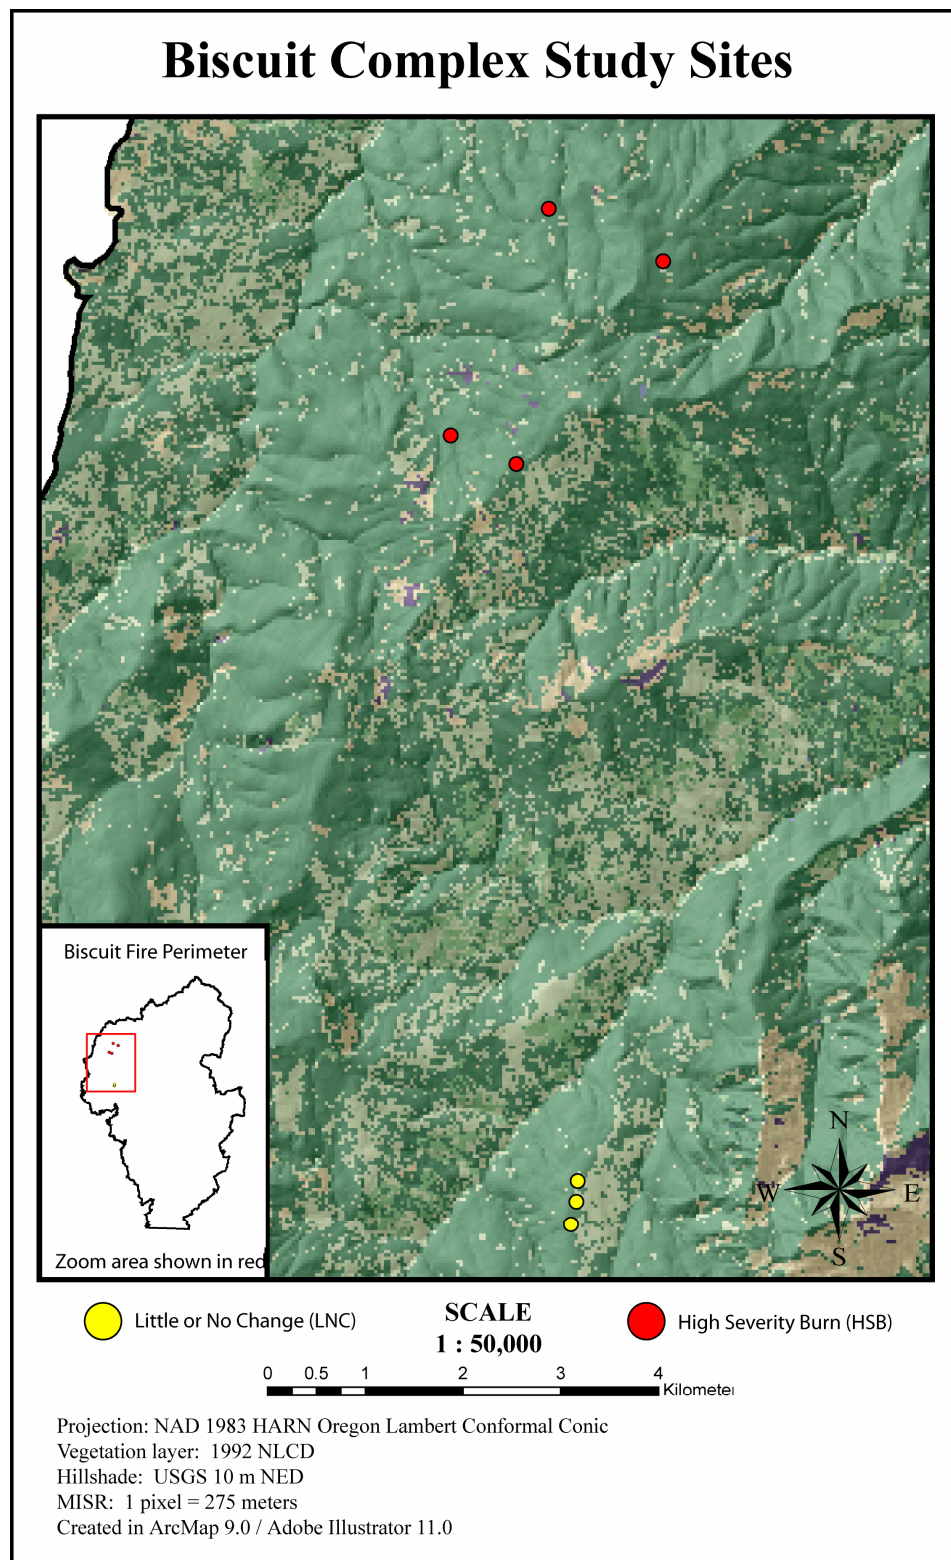 Biscuit Complex Study Sites
Biscuit Fire Perimeter
Zoom area shown in red
N
W
E
S
Little or No Change (LNC)
SCALE
1 : 50,000
High Severity Burn (HSB)
0 0.5 1 2 3 4
Kilometer
Projection: NAD 1983 HARN Oregon Lambert Conformal Conic
Vegetation layer: 1992 NLCD
Hillshade: USGS 10 m NED
MISR: 1 pixel = 275 meters
Created in ArcMap 9.0 / Adobe Illustrator 11.0